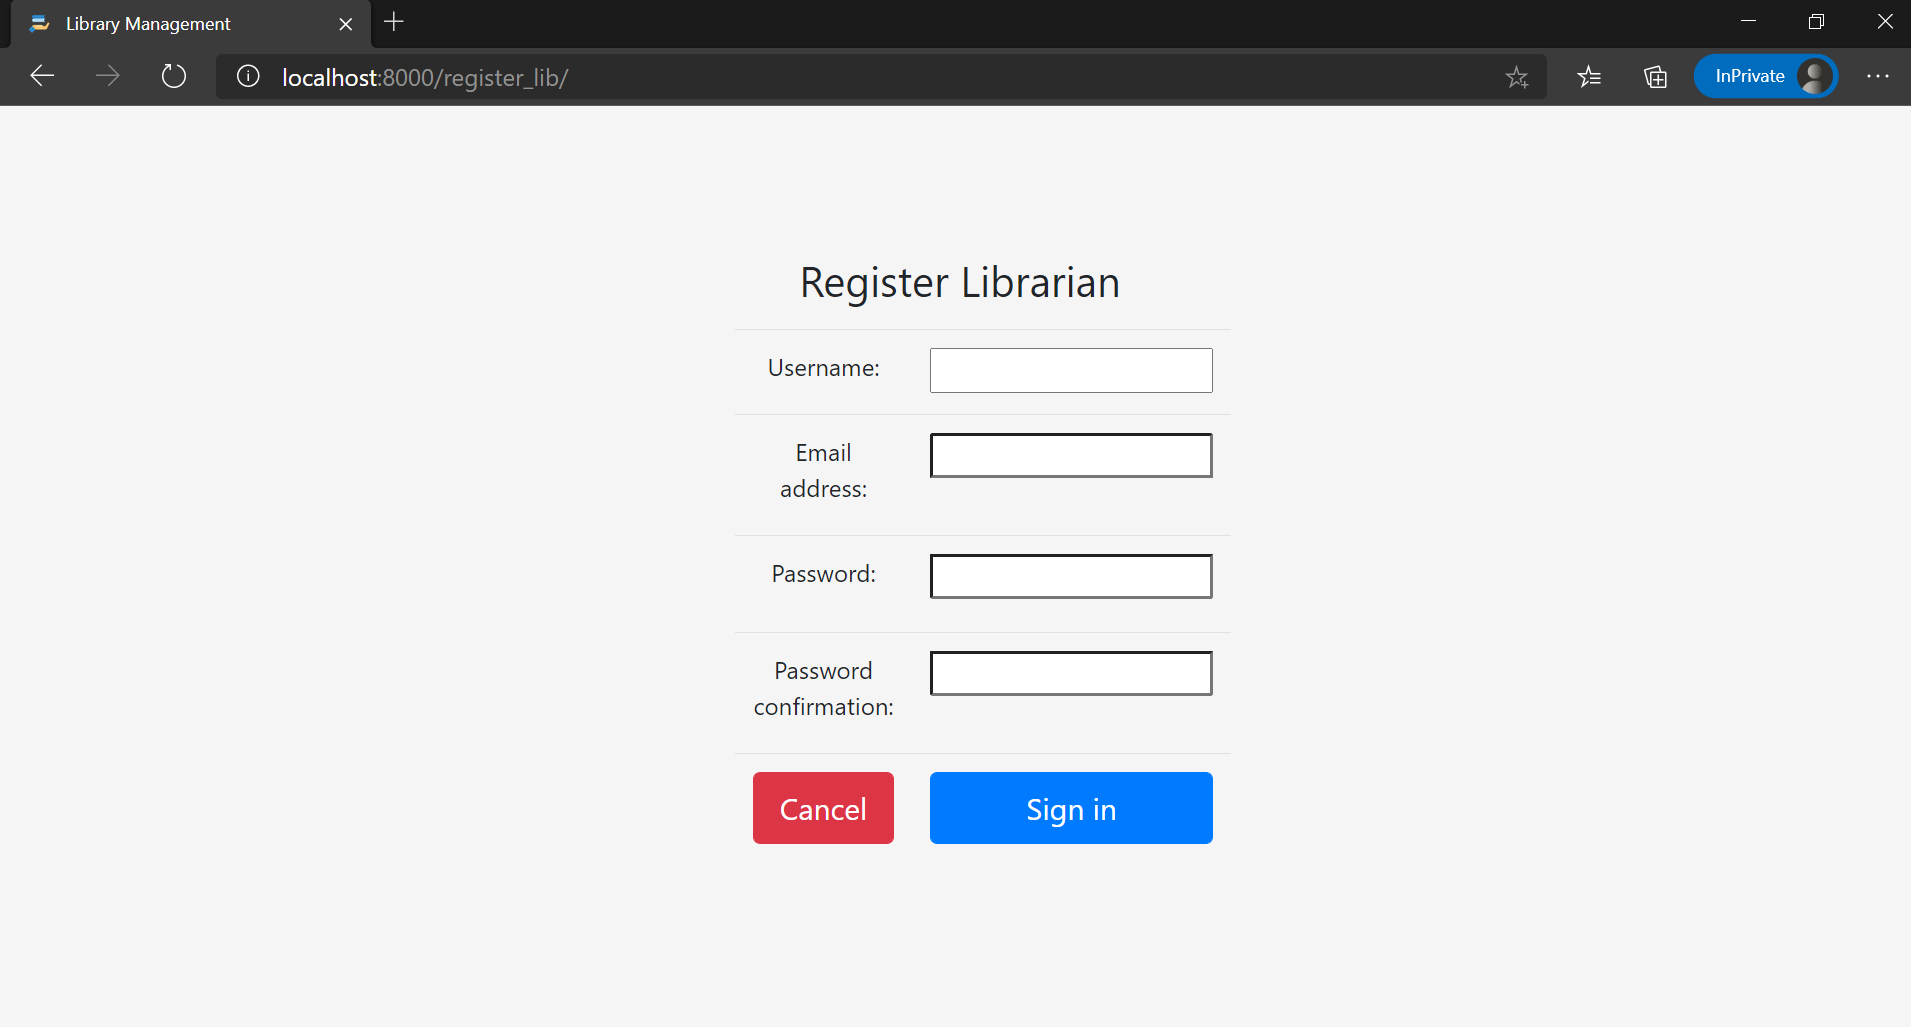 Library Management
localhost:8000/register_lib/
InPrivate
Register Librarian
Username:
Email
address:
Password:
Password
confirmation:
Cancel
Sign in